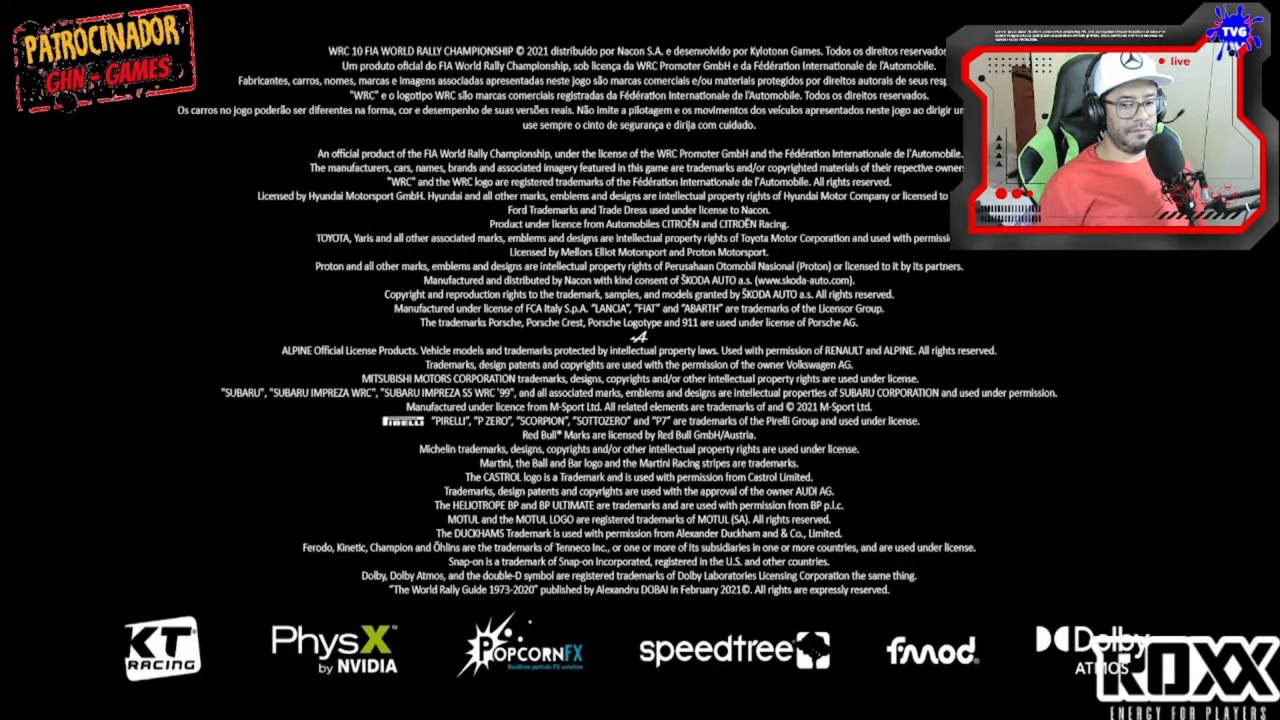 PATROCINADOR
GHN - GAMES
TVG
live
WRC 10 FIA WORLD RALLY CHAMPIONSHIP © 2021 distribuído por Nacon S.A. e desenvolvido por Kylotonn Games. Todos os direitos reservados
Um produto oficial do FIA World Rally Championship, sob licença da WRC Promoter GmbH e da Fédération Internationale de l'Automobile.
Fabricantes, carros, nomes, marcas e imagens associadas apresentadas neste jogo são marcas comerciais e/ou materiais protegidos por direitos autorais de seus
"WRC" e o logotipo WRC são marcas comerciais registradas da Fédération Internationale de l'Automobile. Todos os direitos reservados.
Os carros no jogo poderão ser diferentes na forma, cor e desempenho de suas versões reais. Não imite a pilotagem e os movimentos dos veículos apresentados neste jogo ao dirigir
use sempre o cinto de segurança e dirija com cuidado.
An official product of the FIA World Rally Championship, under the license of the WRC Promoter GmbH and the Fédération Internationale de l'Automobile.
The manufacturers, cars, names, brands and associated imagery featured in this game are trademarks and/or copyrighted materials of their repective owners
"WRC" and the WRC logo are registered trademarks of the Fédération Internationale de l'Automobile. All rights reserved.
Licensed by Hyundai Motorsport GmbH. Hyundai and all other marks, emblems and designs are intellectual property rights of Hyundai Motor Company or licensed to
Ford Trademarks and Trade Dress used under license to Nacon.
Product under licence from Automobiles CITROËN and CITROËN Racing.
TOYOTA, Yaris and all other associated marks, emblems and designs are intellectual property rights of Toyota Motor Corporation and used with
Licensed by Mellors Elliot Motorsport and Proton Motorsport.
Proton and all other marks, emblems and designs are intellectual property rights of Perusahaan Otomobil Nasional (Proton) or licensed to it by its partners.
Manufactured and distributed by Nacon with kind consent of ŠKODA AUTO a.s. (www.skoda-auto.com).
Copyright and reproduction rights to the trademark, samples, and models granted by ŠKODA AUTO a.s. All rights reserved.
Manufactured under license of FCA Italy S.p.A. “LANCIA”, “FIAT” and “ABARTH” are trademarks of the Licensor Group.
The trademarks Porsche, Porsche Crest, Porsche Logotype and 911 are used under license of Porsche AG.
ALPINE Official License Products. Vehicle models and trademarks protected by intellectual property laws. Used with permission of RENAULT and ALPINE. All rights reserved.
Trademarks, design patents and copyrights are used with the permission of the owner Volkswagen AG.
MITSUBISHI MOTORS CORPORATION trademarks, designs, copyrights and/or other intellectual property rights are used under license.
"SUBARU", "SUBARU IMPREZA WRC", "SUBARU IMPREZA S5 WRC '99", and all associated marks, emblems and designs are intellectual properties of SUBARU CORPORATION and used under license.
Manufactured under licence from M-Sport Ltd. All related elements are trademarks of and © 2021 M-Sport Ltd.
PIRELLI “PIRELLI”, “P ZERO”, “SCORPION”, “SOTTOZERO” and “P7” are trademarks of the Pirelli Group and used under license.
Red Bull® Marks are licensed by Red Bull GmbH/Austria.
Michelin trademarks, designs, copyrights and/or other intellectual property rights are used under license.
Martini, the Ball and Bar logo and the Martini Racing stripes are trademarks.
The CASTROL logo is a Trademark and is used with permission from Castrol Limited.
Trademarks, design patents and copyrights are used with the approval of the owner AUDI AG.
The HELIOTROPE BP and BP ULTIMATE are trademarks and are used with permission from BP p.l.c.
MOTUL and the MOTUL LOGO are registered trademarks of MOTUL (SA). All rights reserved.
The DUCKHAMS Trademark is used with permission from Alexander Duckham and & Co., Limited.
Ferodo, Kinetic, Champion and Öhlins are the trademarks of Tenneco Inc., or one or more of its subsidiaries in one or more countries, and are used under license.
Snap-on is a trademark of Snap-on Incorporated, registered in the U.S. and other countries.
Dolby, Dolby Atmos, and the double-D symbol are registered trademarks of Dolby Laboratories Licensing Corporation the same thing.
“The World Rally Guide 1973-2020” published by Alexandru DOBAI in February 2021©. All rights are expressly reserved.
KT
RACING
PhysX™
by NVIDIA
POPCORNFX
Realtime particle FX solution
speedtree
fmod
Dolby
ATMOS
ROXX
ENERGY FOR PLAYERS